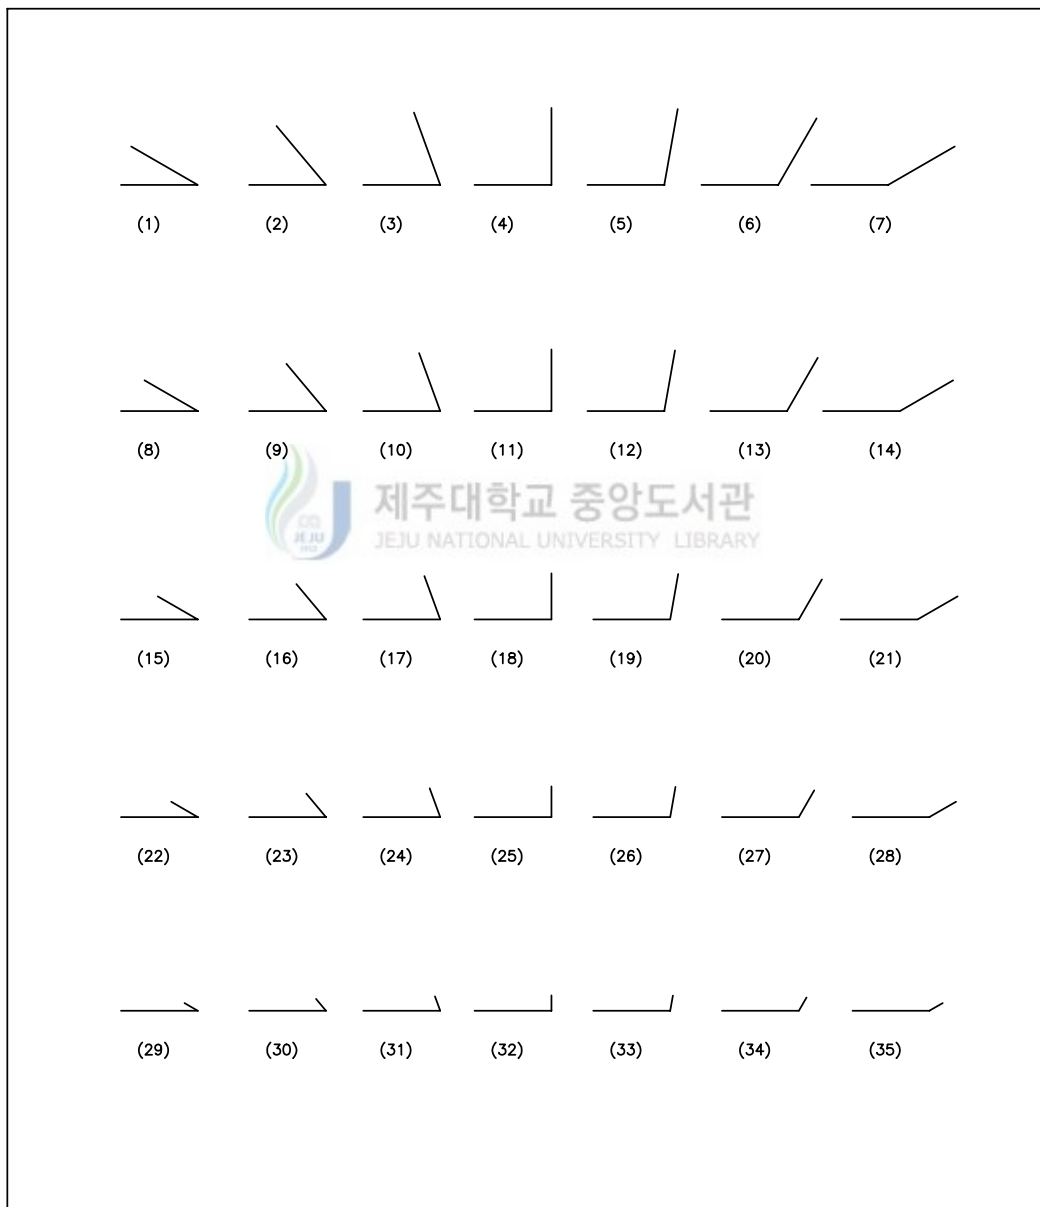 (1) (2) (3) (4) (5) (6) (7)
(8) (9) (10) (11) (12) (13) (14)
제주대학교 중앙도서관
JEJU NATIONAL UNIVERSITY LIBRARY
JEJU
1952
(15) (16) (17) (18) (19) (20) (21)
(22) (23) (24) (25) (26) (27) (28)
(29) (30) (31) (32) (33) (34) (35)